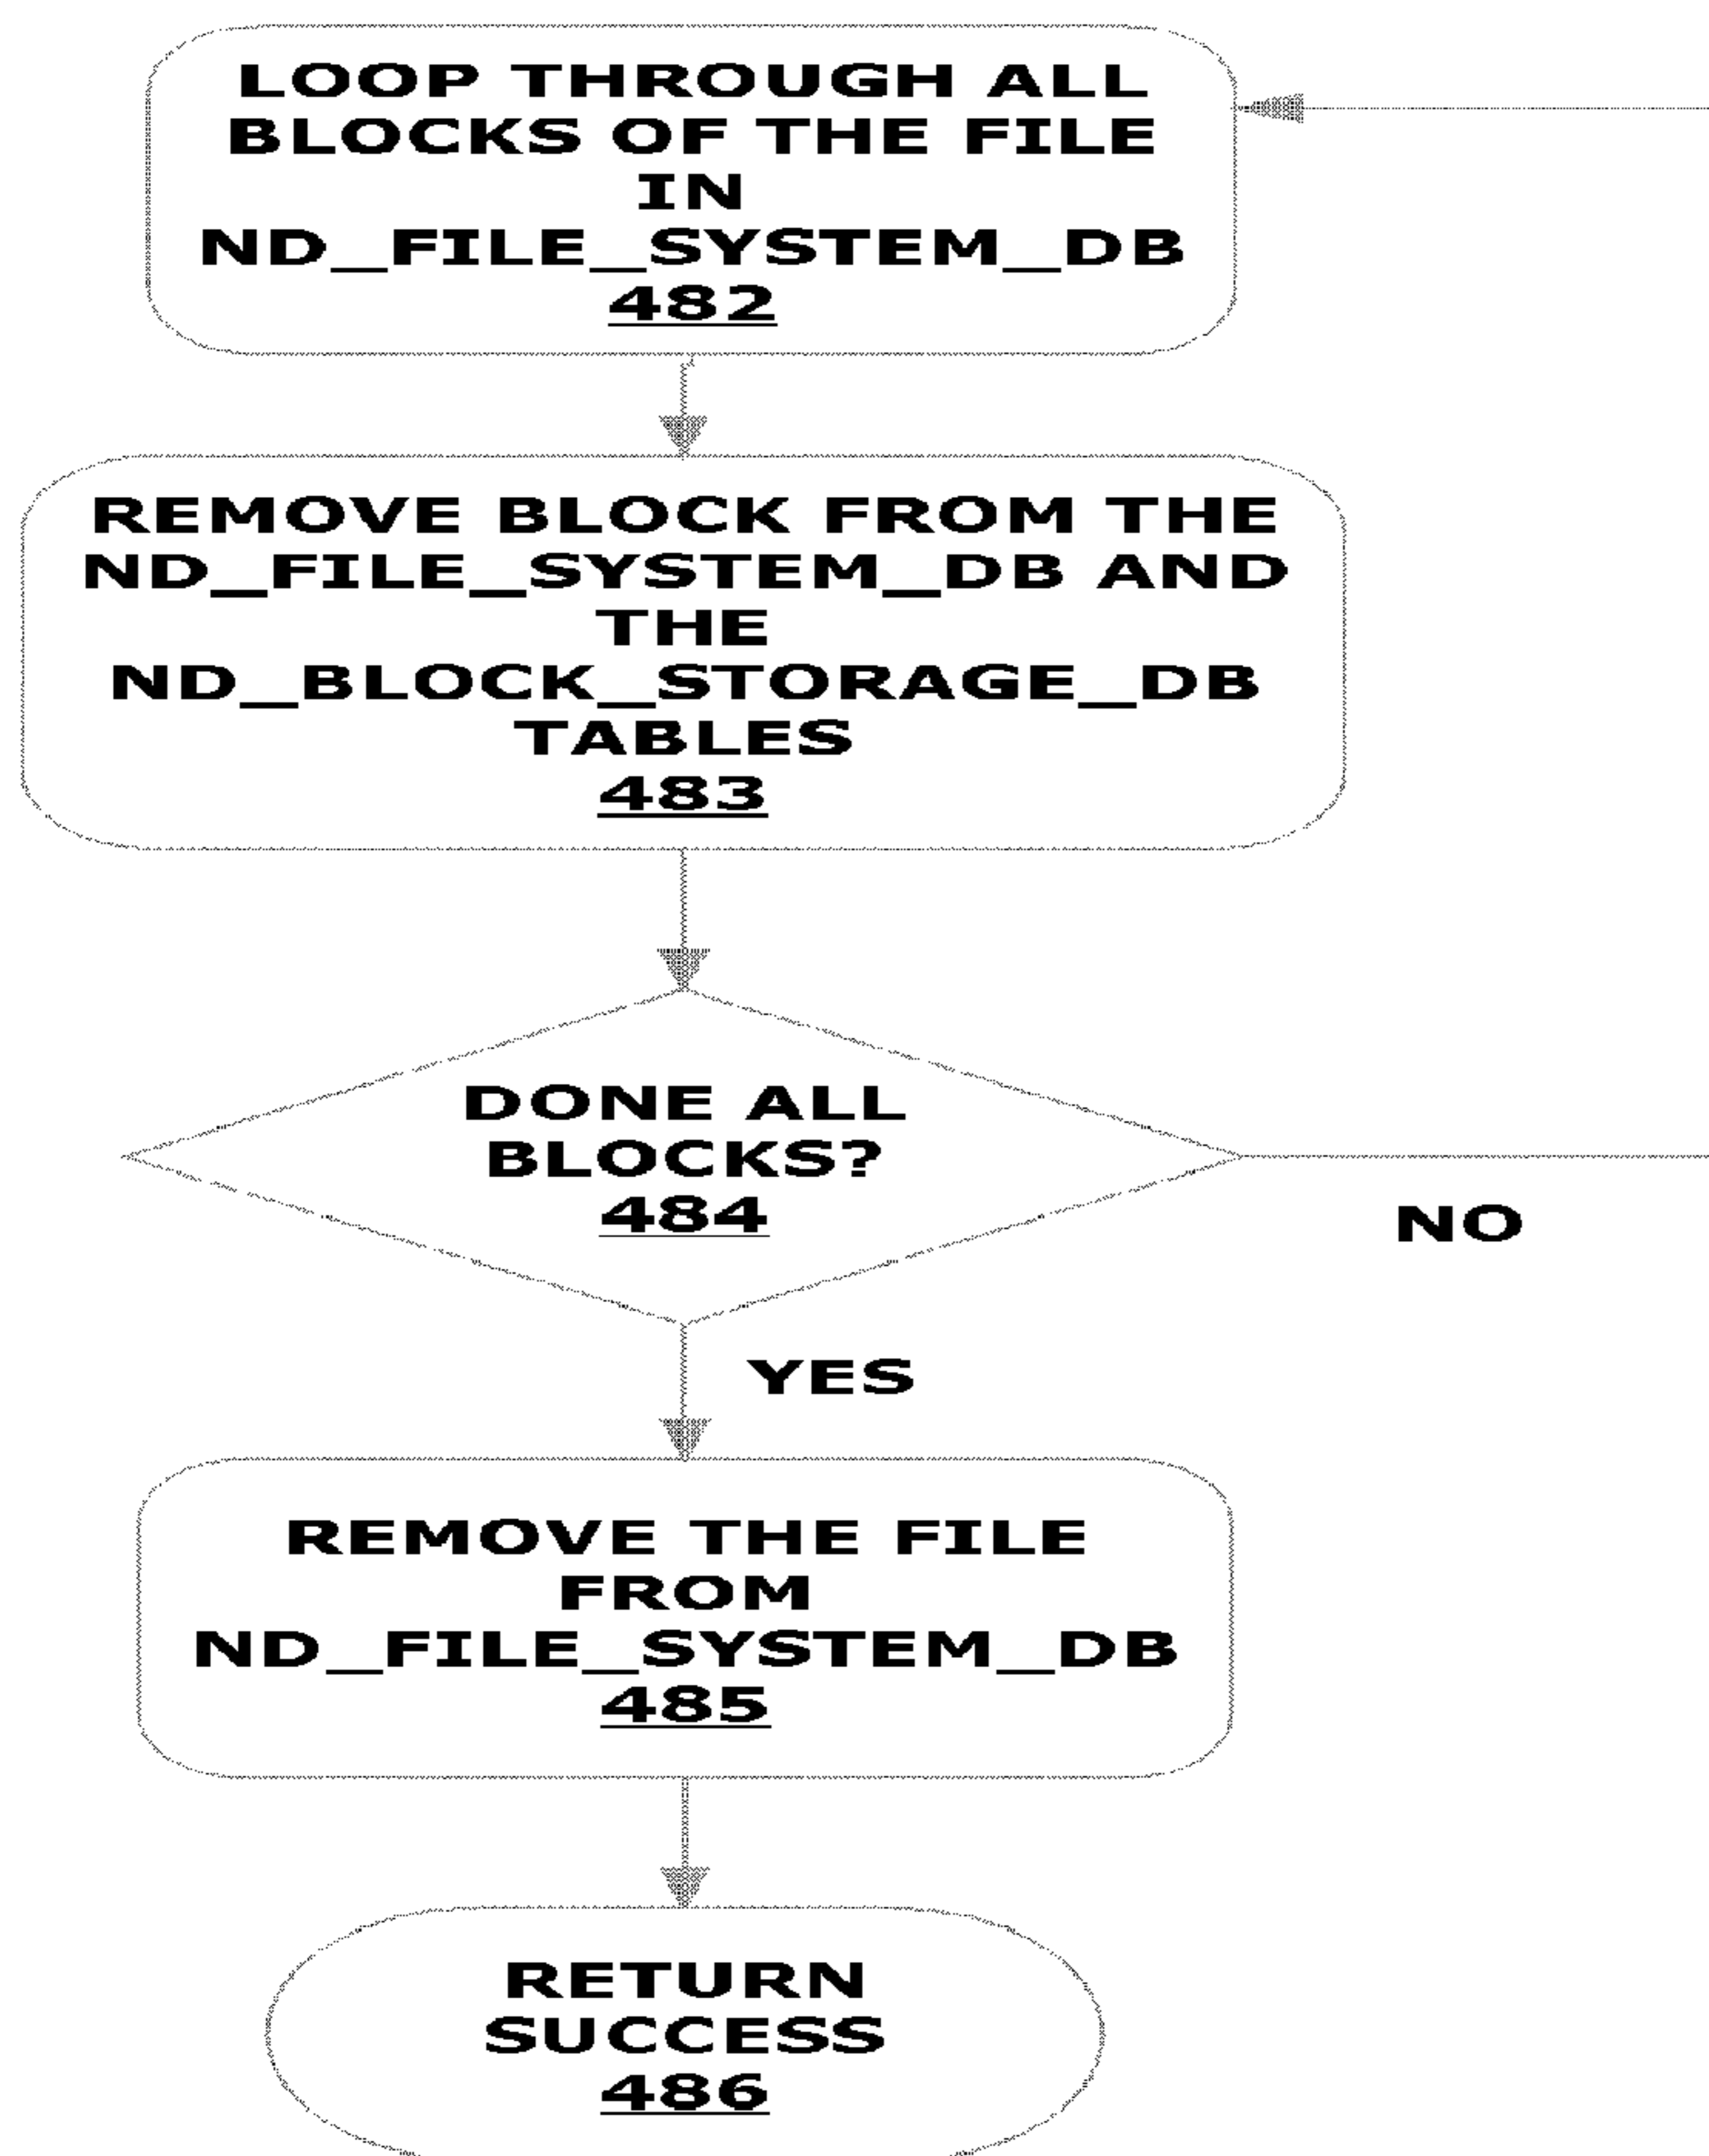 LOOP THROUGH ALL
BLOCKS OF THE FILE
IN
ND_FILE_SYSTEM_DB
482
REMOVE BLOCK FROM THE
ND_FILE_SYSTEM_DB AND
THE
ND_BLOCK_STORAGE_DB
TABLES
483
DONE ALL
BLOCKS?
484
NO
YES
REMOVE THE FILE
FROM
ND_FILE_SYSTEM_DB
485
RETURN
SUCCESS
486